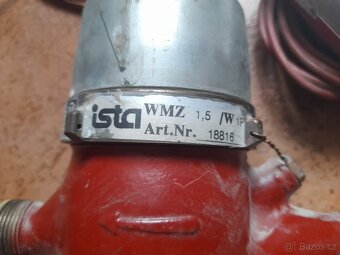 ista WMZ 1,5 /W
Art.Nr. 18816
Bazos.cz